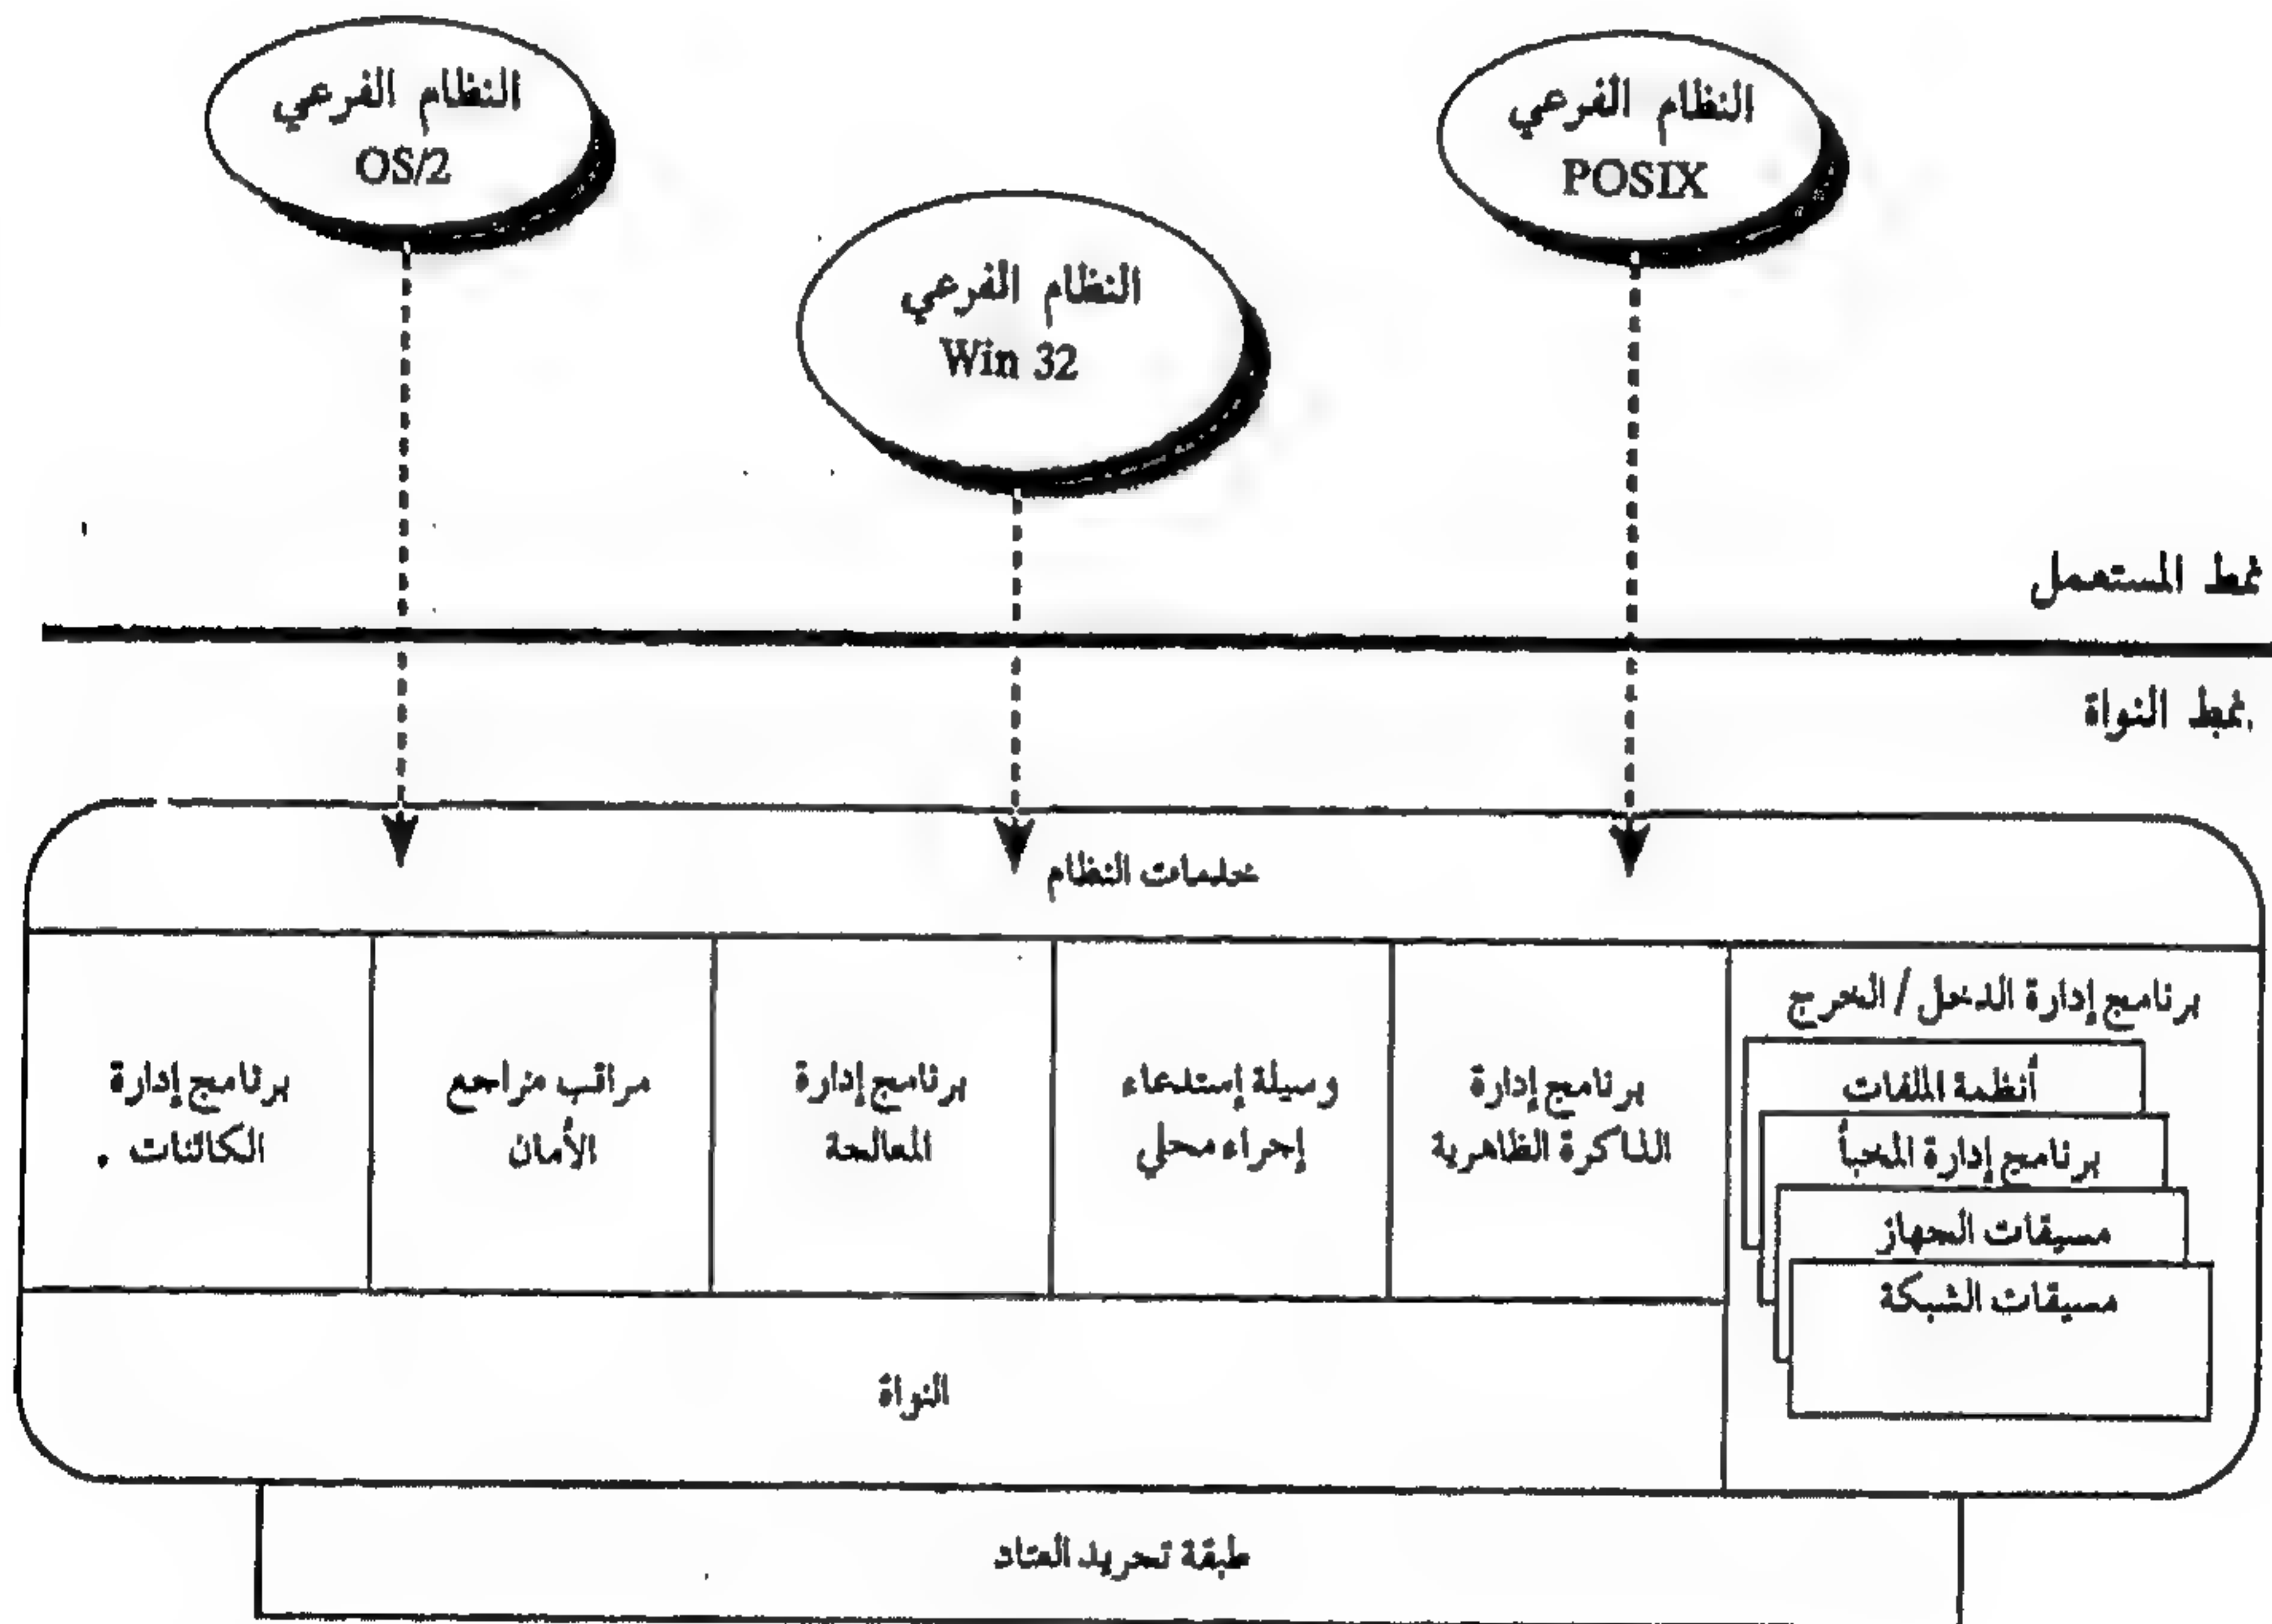 النظام الفرعي
OS/2
النظام الفرعي
POSIX
النظام الفرعي
Win 32
نمط المستعمل
نمط النواة
خدمات النظام
برنامج إدارة الدخل / الخرج
أنظمة الملفات
برنامج إدارة المخبأ
مسيقات الجهاز
مسيقات الشبكة
برنامج إدارة
الذاكرة الظاهرية
وسيلة إستدعاء
إجراء محلي
برنامج إدارة
المعالجة
مراقب مراجع
الأمان
برنامج إدارة
الكائنات
النواة
طبقة تجريد العتاد